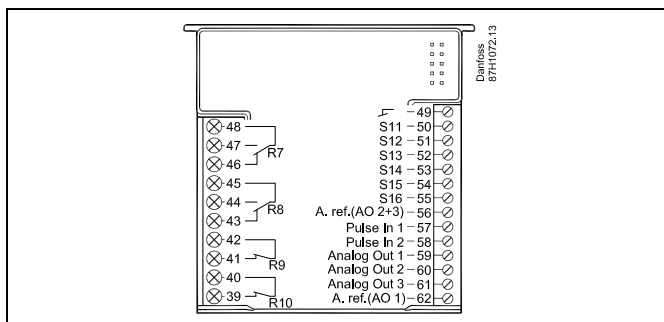 Danfoss
87H1072.13
48
47
46
R7
45
44
43
R8
42
41
R9
40
39
R10
49
S11 50
S12 51
S13 52
S14 53
S15 54
S16 55
A. ref.(AO 2+3) 56
Pulse In 1 57
Pulse In 2 58
Analog Out 1 59
Analog Out 2 60
Analog Out 3 61
A. ref.(AO 1) 62